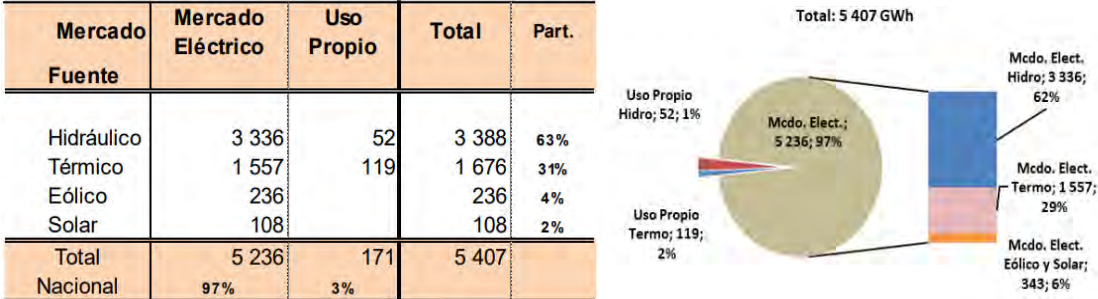 Mercado
Fuente
Mercado Eléctrico
Uso Propio
Total
Part.
Hidráulico 3 336 52 3 388 63%
Térmico 1 557 119 1 676 31%
Eólico 236 236 4%
Solar 108 108 2%
Total 5 236 171 5 407
Nacional 97% 3%
Total: 5 407 GWh
Uso Propio
Hidro; 52; 1%
Uso Propio
Termo; 119;
2%
Mcdo. Elect.;
5 236; 97%
Mcdo. Elect.
Hidro; 3 336;
62%
Mcdo. Elect.
Termo; 1 557;
29%
Mcdo. Elect.
Eólico y Solar;
343; 6%